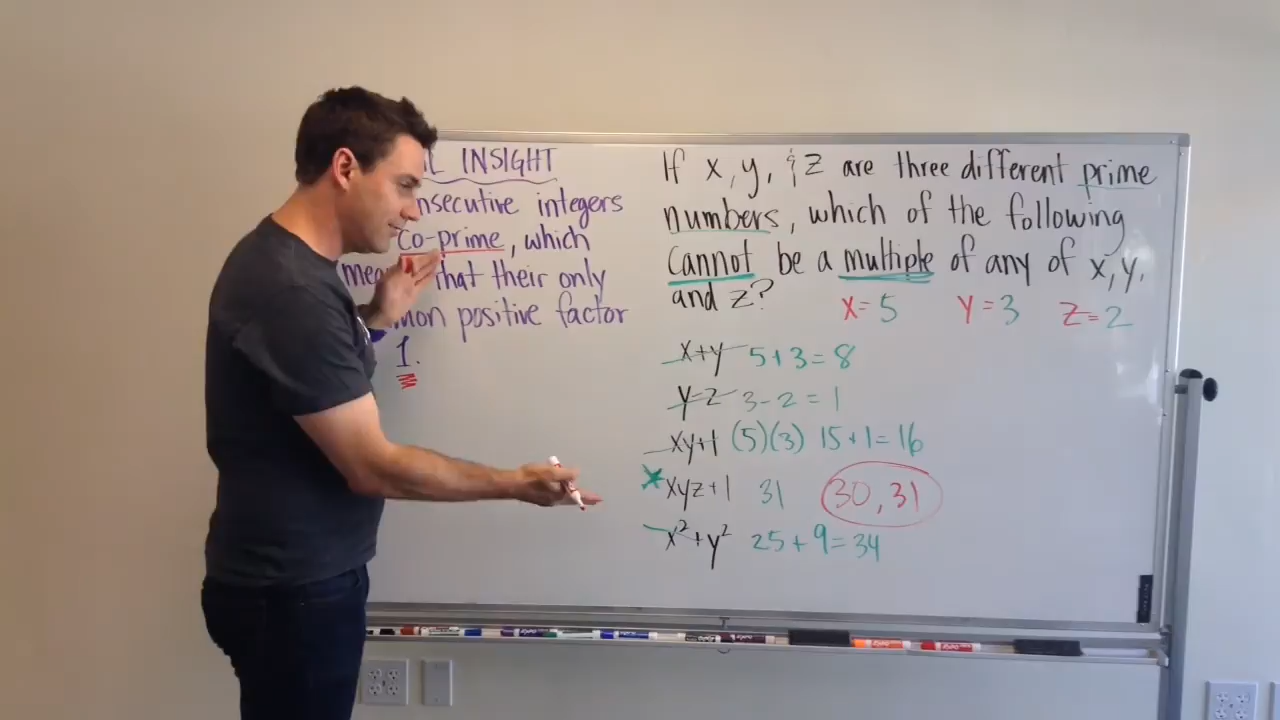 L INSIGHT
nsecutive integers
co-prime, which
mea that their only
mon positive factor
1.
If x, y, & z are three different prime
numbers, which of the following
cannot be a multiple of any of x, y,
and z?
x=5 y=3 z=2
x+y 5+3=8
y-z 3-2=1
xy+1 (5)(3) 15+1=16
*xyz+1 31 30, 31
x²+y² 25+9=34